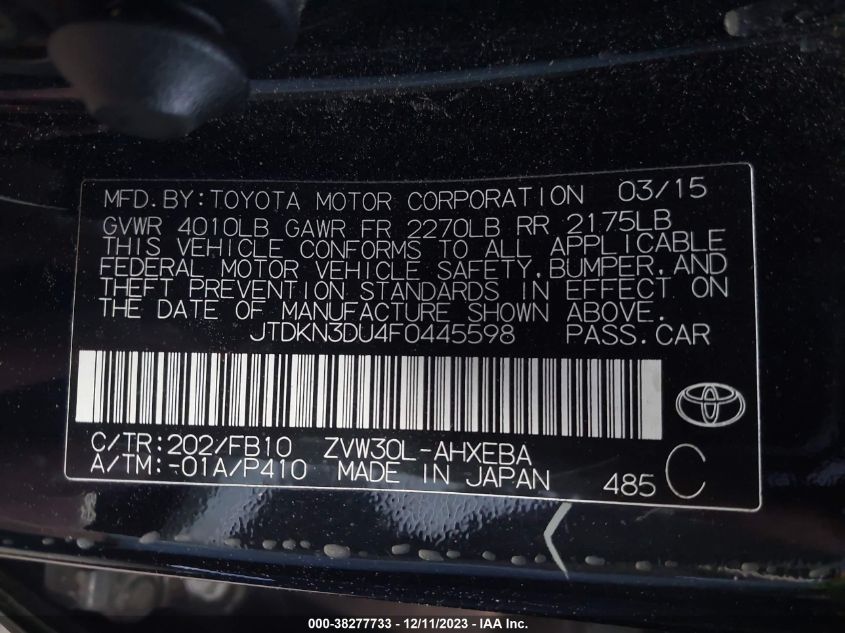 MFD.BY:TOYOTA MOTOR CORPORATION 03/15
GVWR 4010LB GAWR FR 2270LB RR 2175LB
THIS VEHICLE CONFORMS TO ALL APPLICABLE
FEDERAL MOTOR VEHICLE SAFETY,BUMPER,AND
THEFT PREVENTION STANDARDS IN EFFECT ON
THE DATE OF MANUFACTURE SHOWN ABOVE.
JTDKN3DU4F0445598 PASS.CAR
C/TR:202/FB10 ZVW30L-AHXEBA
A/TM:-01A/P410 MADE IN JAPAN 485 C
000-38277733 - 12/11/2023 - IAA Inc.